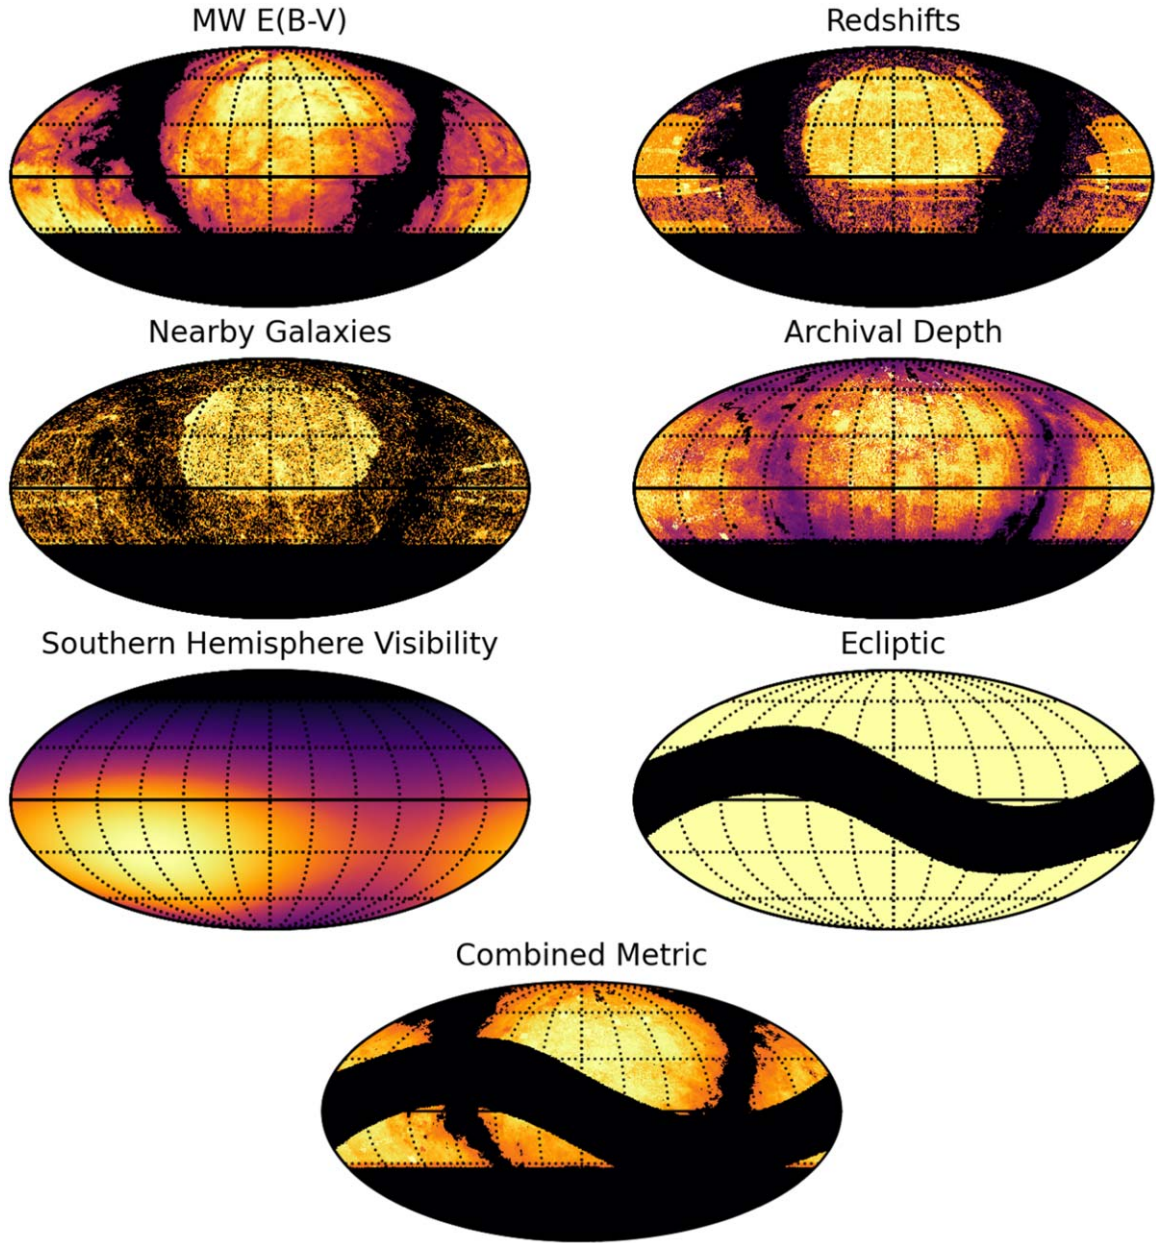 MW E(B-V)
Redshifts
Nearby Galaxies
Archival Depth
Southern Hemisphere Visibility
Ecliptic
Combined Metric